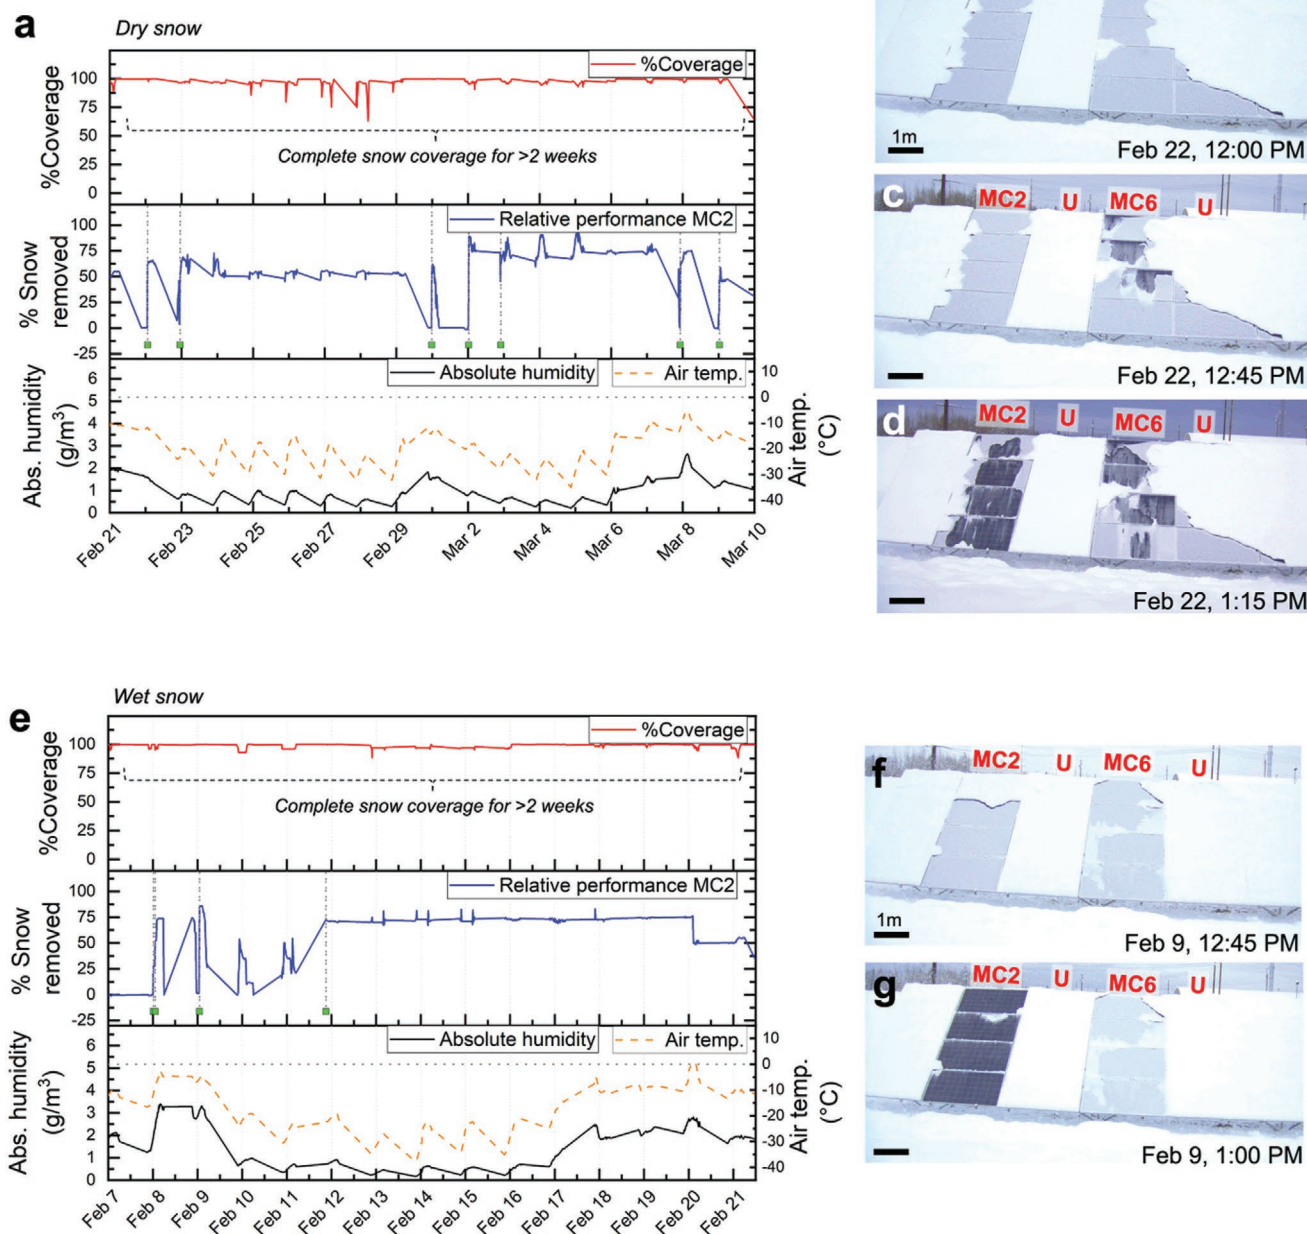 a
Dry snow
%Coverage
100
75
50
25
0
%Coverage
Complete snow coverage for >2 weeks
% Snow
removed
100
75
50
25
0
-25
Relative performance MC2
Abs. humidity
(g/m³)
6
5
4
3
2
1
0
Absolute humidity
Air temp.
10
0
-10
-20
-30
-40
Air temp.
(°C)
Feb 21
Feb 23
Feb 25
Feb 27
Feb 29
Mar 2
Mar 4
Mar 6
Mar 8
Mar 10
1m
Feb 22, 12:00 PM
c
MC2
U
MC6
U
Feb 22, 12:45 PM
d
MC2
U
MC6
U
Feb 22, 1:15 PM
e
Wet snow
%Coverage
100
75
50
25
0
%Coverage
Complete snow coverage for >2 weeks
% Snow
removed
100
75
50
25
0
-25
Relative performance MC2
Abs. humidity
(g/m³)
6
5
4
3
2
1
0
Absolute humidity
Air temp.
10
0
-10
-20
-30
-40
Air temp.
(°C)
Feb 7
Feb 8
Feb 9
Feb 10
Feb 11
Feb 12
Feb 13
Feb 14
Feb 15
Feb 16
Feb 17
Feb 18
Feb 19
Feb 20
Feb 21
f
MC2
U
MC6
U
1m
Feb 9, 12:45 PM
g
MC2
U
MC6
U
Feb 9, 1:00 PM